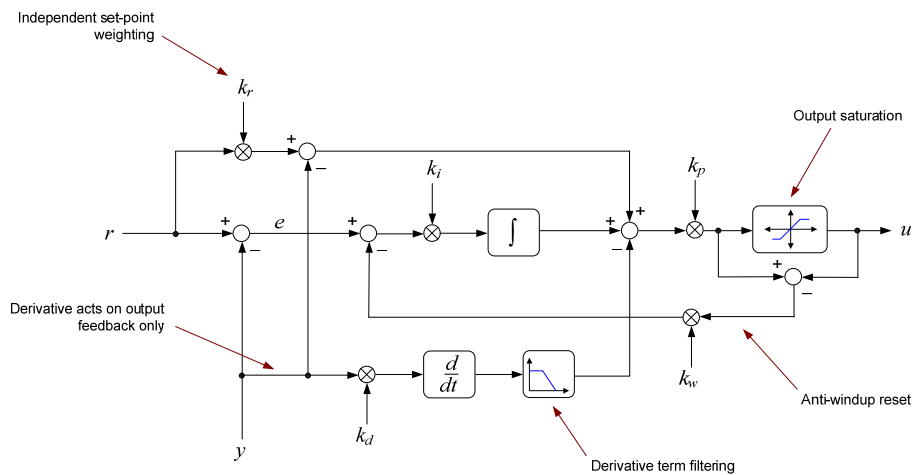 Independent set-point
weighting
k_r
Output saturation
+
−
k_i
k_p
r
+
e
−
+
−
∫
+
+
−
u
+
−
Derivative acts on output
feedback only
d
dt
k_w
k_d
Anti-windup reset
y
Derivative term filtering